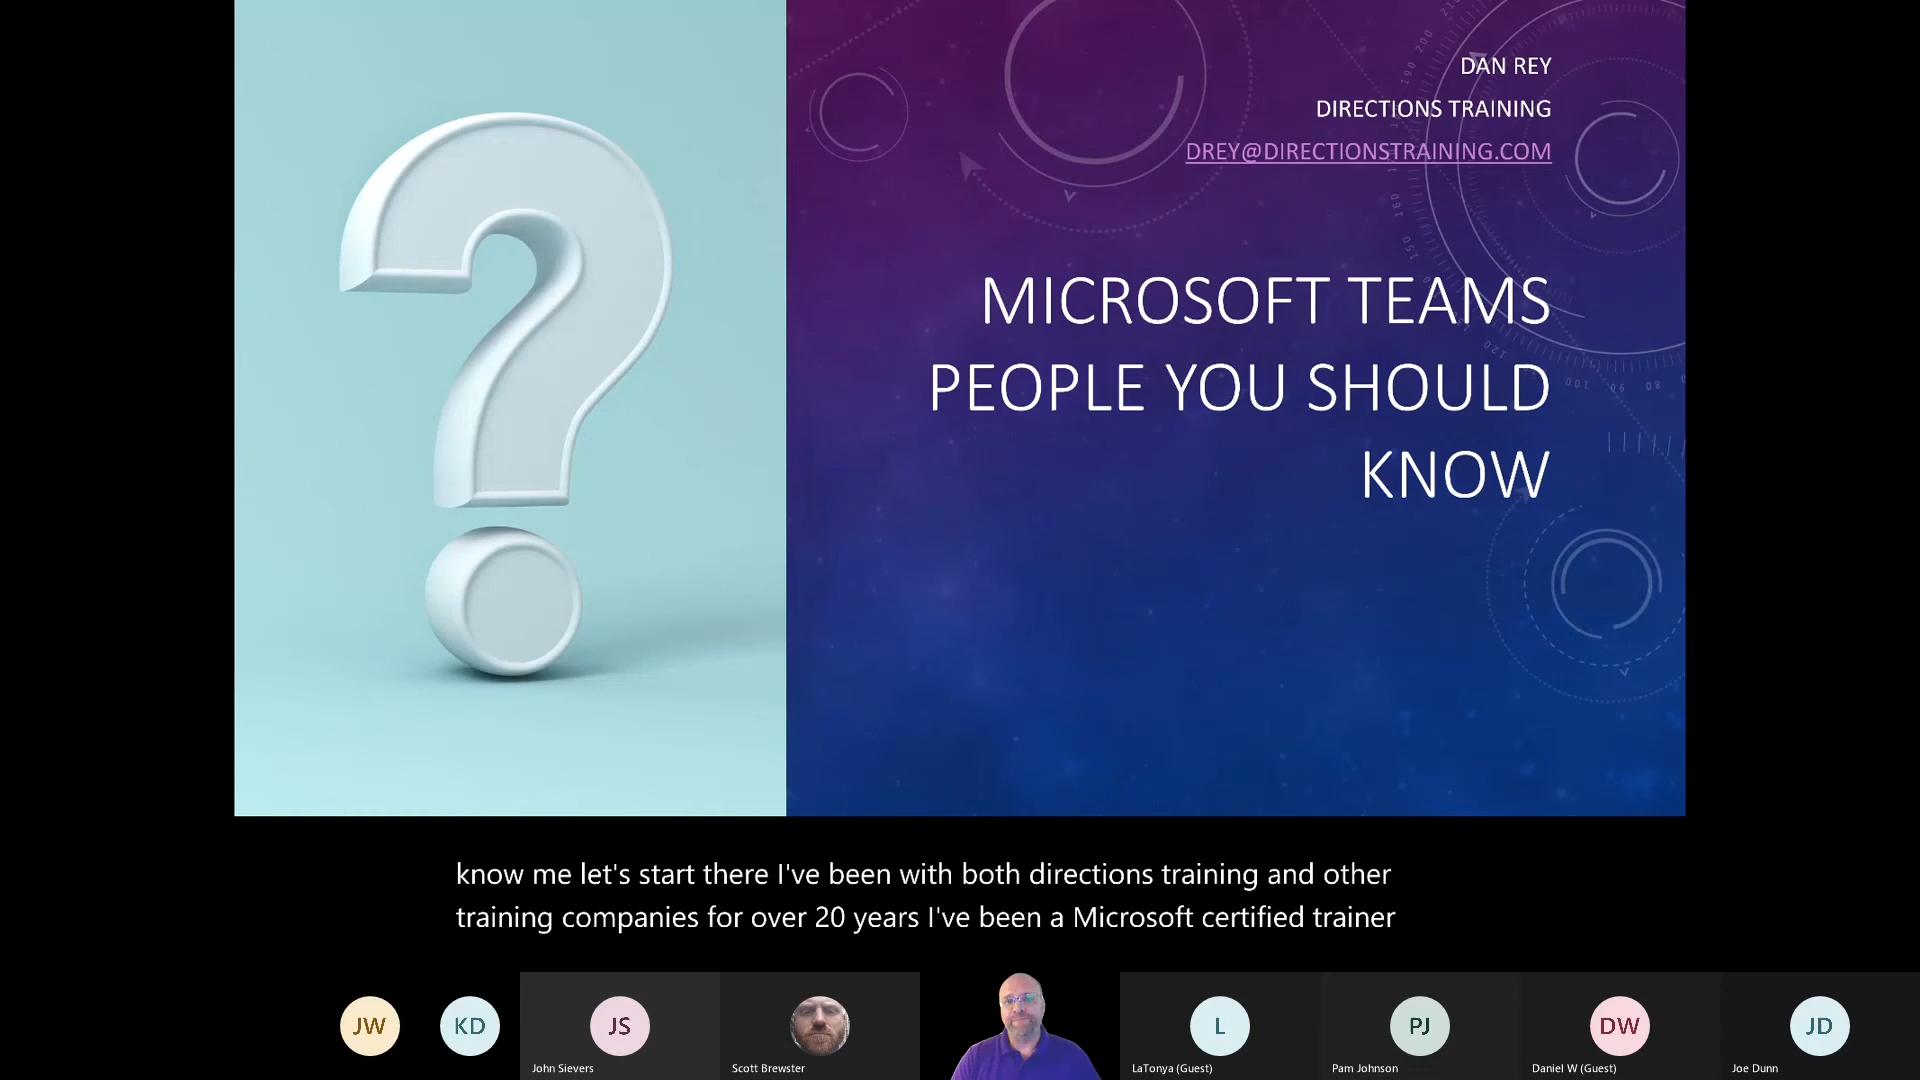 DAN REY
DIRECTIONS TRAINING
DREY@DIRECTIONSTRAINING.COM
MICROSOFT TEAMS
PEOPLE YOU SHOULD
KNOW
know me let's start there I've been with both directions training and other
training companies for over 20 years I've been a Microsoft certified trainer
JW
KD
JS
John Sievers
Scott Brewster
L
LaTonya (Guest)
PJ
Pam Johnson
DW
Daniel W (Guest)
JD
Joe Dunn